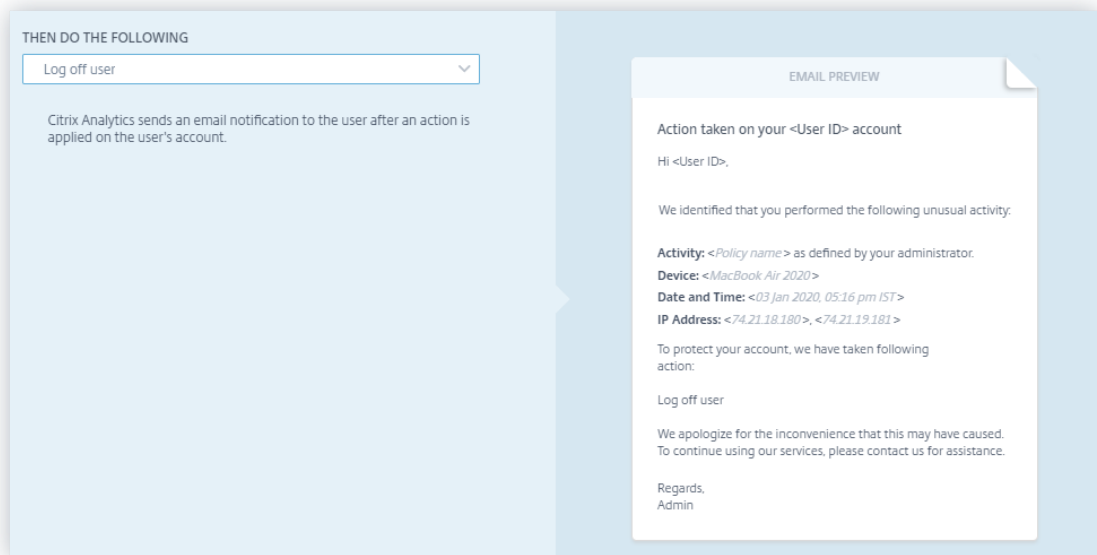 THEN DO THE FOLLOWING
Log off user
Citrix Analytics sends an email notification to the user after an action is
applied on the user's account.
EMAIL PREVIEW
Action taken on your <User ID> account
Hi <User ID>,
We identified that you performed the following unusual activity:
Activity: <Policy name> as defined by your administrator.
Device: <MacBook Air 2020>
Date and Time: <03 Jan 2020, 05:16 pm IST>
IP Address: <74.21.18.180>, <74.21.19.181>
To protect your account, we have taken following
action:
Log off user
We apologize for the inconvenience that this may have caused.
To continue using our services, please contact us for assistance.
Regards,
Admin